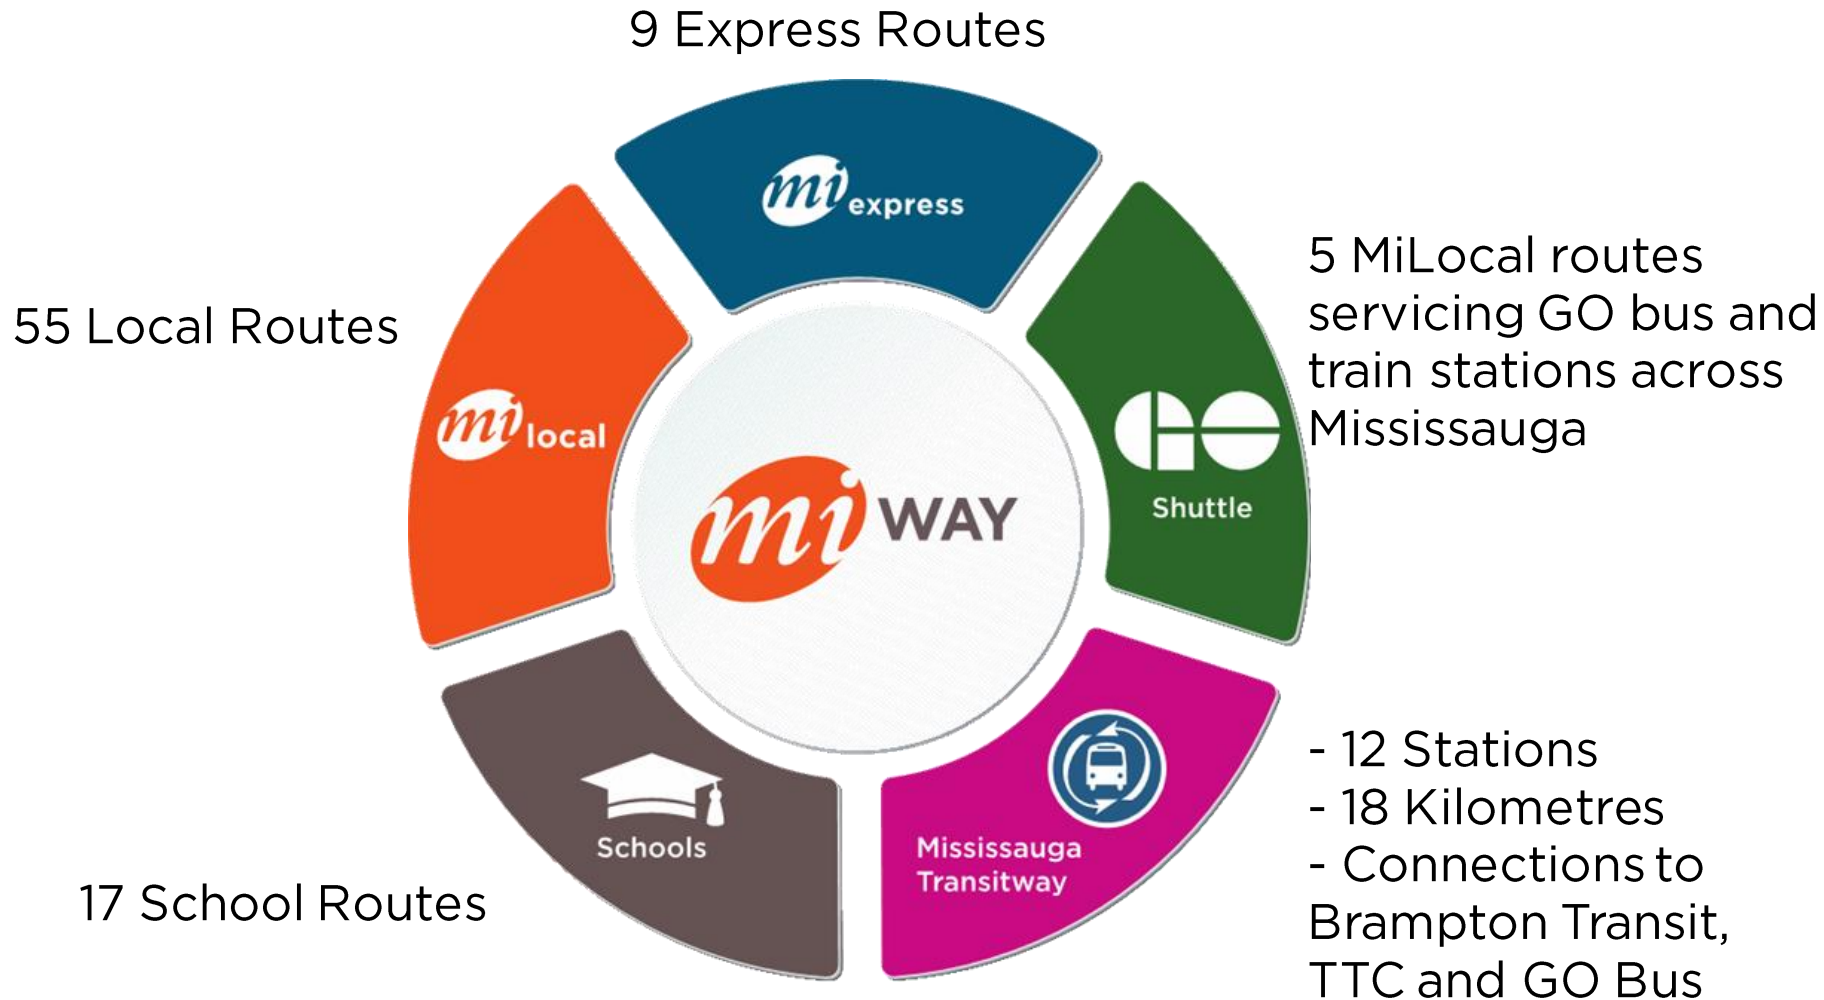 9 Express Routes
mi express
55 Local Routes
mi local
5 MiLocal routes
servicing GO bus and
train stations across
Mississauga
GO
Shuttle
mi WAY
17 School Routes
Schools
Mississauga
Transitway
- 12 Stations
- 18 Kilometres
- Connections to
Brampton Transit,
TTC and GO Bus